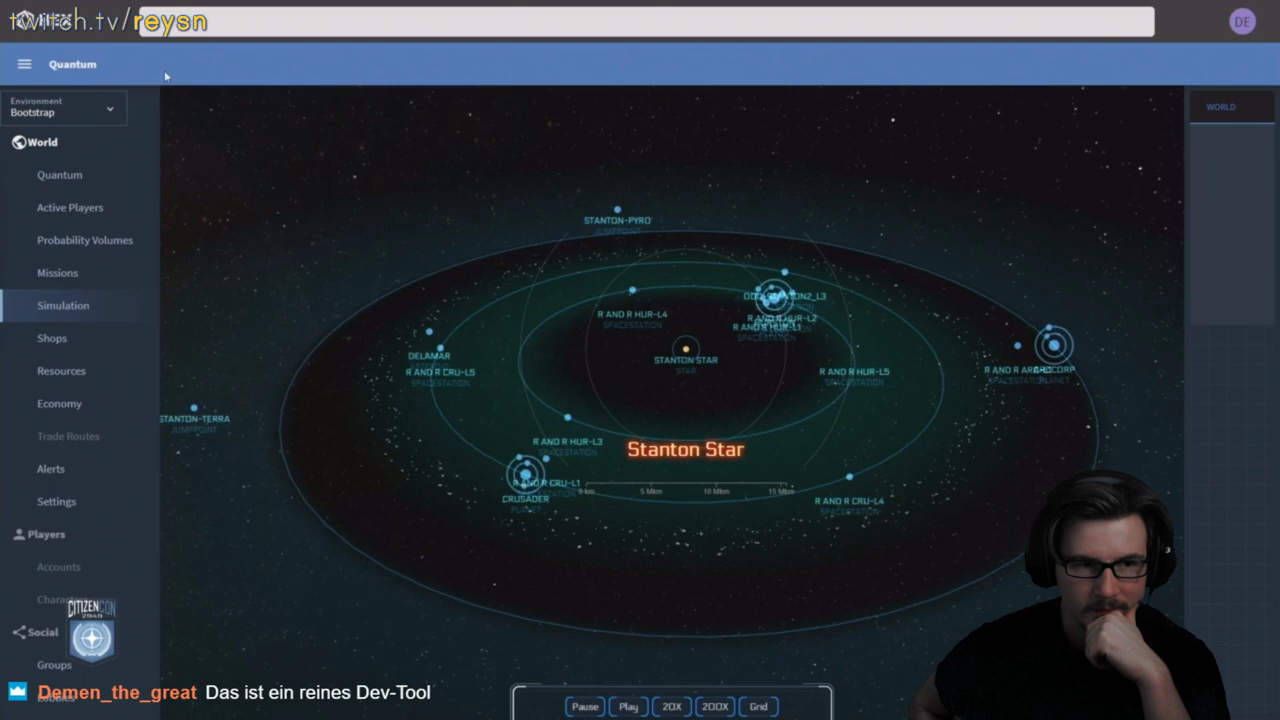 twitch.tv/reysn
DE
Quantum
Environment
Bootstrap
WORLD
World
Quantum
Active Players
Probability Volumes
Missions
Simulation
Shops
Resources
Economy
Trade Routes
Alerts
Settings
Players
Accounts
Social
Groups
STANTON-PYRO
JUMPPOINT
R AND R HUR-L4
SPACESTATION
R AND R HUR-L2
R AND R HUR-L1
SPACESTATION
STANTON STAR
STAR
DELAMAR
R AND R CRU-L5
SPACESTATION
R AND R HUR-L5
SPACESTATION
PLANET
STANTON-TERRA
JUMPPOINT
R AND R HUR-L3
SPACESTATION
Stanton Star
R AND R CRU-L1
CRUSADER
PLANET
0 km
5 Mkm
10 Mkm
15 Mkm
R AND R CRU-L4
SPACESTATION
CITIZENCON
2949
Demen_the_great Das ist ein reines Dev-Tool
Pause
Play
20X
200X
Grid